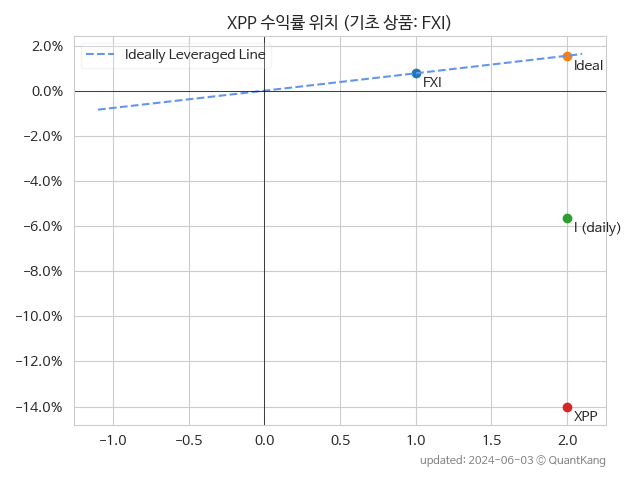 XPP 수익률 위치 (기초 상품: FXI)
2.0%
0.0%
−2.0%
−4.0%
−6.0%
−8.0%
−10.0%
−12.0%
−14.0%
Ideally Leveraged Line
Ideal
FXI
I (daily)
XPP
−1.0 −0.5 0.0 0.5 1.0 1.5 2.0
updated: 2024-06-03 © QuantKang